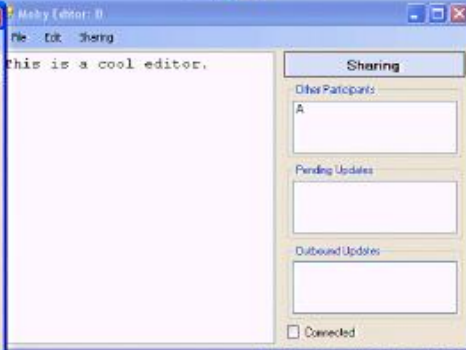 Moby Editor: B
File Edit Sharing
This is a cool editor.
Sharing
Other Participants
A
Pending Updates
Outbound Updates
Connected